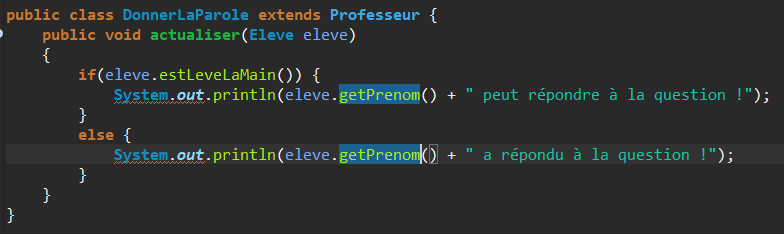 public class DonnerLaParole extends Professeur {
    public void actualiser(Eleve eleve)
    {
        if(eleve.estLeveLaMain()) {
            System.out.println(eleve.getPrenom() + " peut répondre à la question !");
        }
        else {
            System.out.println(eleve.getPrenom() + " a répondu à la question !");
        }
    }
}